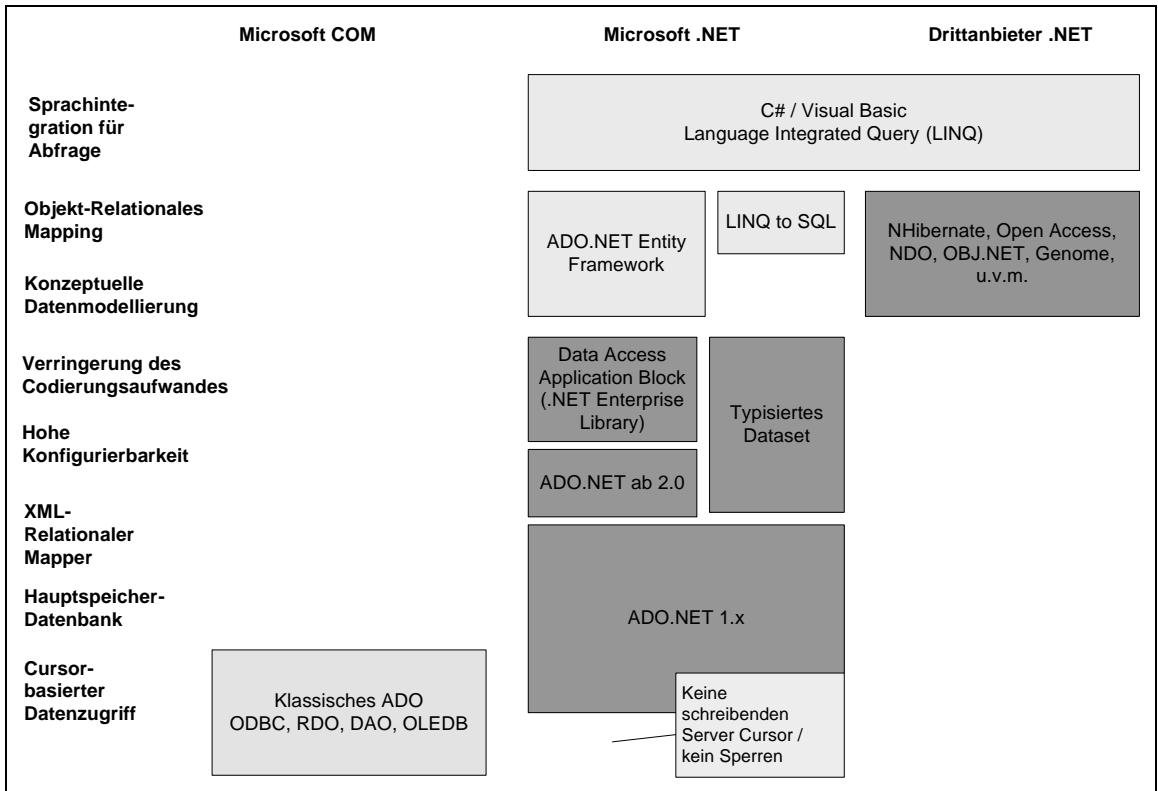 Microsoft COM
Microsoft .NET
Drittanbieter .NET
Sprachinte-
gration für
Abfrage
C# / Visual Basic
Language Integrated Query (LINQ)
Objekt-Relationales
Mapping
Konzeptuelle
Datenmodellierung
ADO.NET Entity
Framework
LINQ to SQL
NHibernate, Open Access,
NDO, OBJ.NET, Genome,
u.v.m.
Verringerung des
Codierungsaufwandes
Hohe
Konfigurierbarkeit
Data Access
Application Block
(.NET Enterprise
Library)
Typisiertes
Dataset
ADO.NET ab 2.0
XML-
Relationaler
Mapper
Hauptspeicher-
Datenbank
ADO.NET 1.x
Cursor-
basierter
Datenzugriff
Klassisches ADO
ODBC, RDO, DAO, OLEDB
Keine
schreibenden
Server Cursor /
kein Sperren